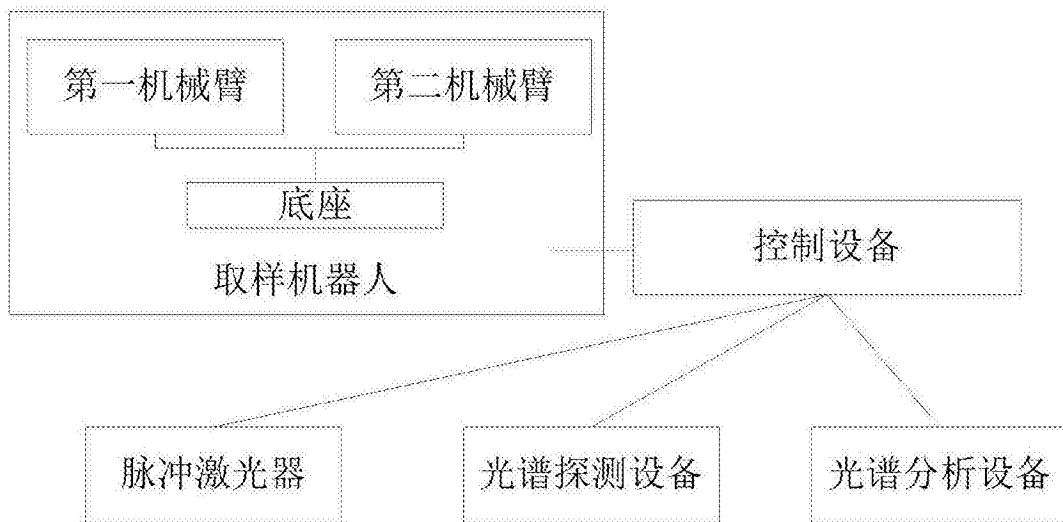 第一机械臂
第二机械臂
底座
取样机器人
控制设备
脉冲激光器
光谱探测设备
光谱分析设备